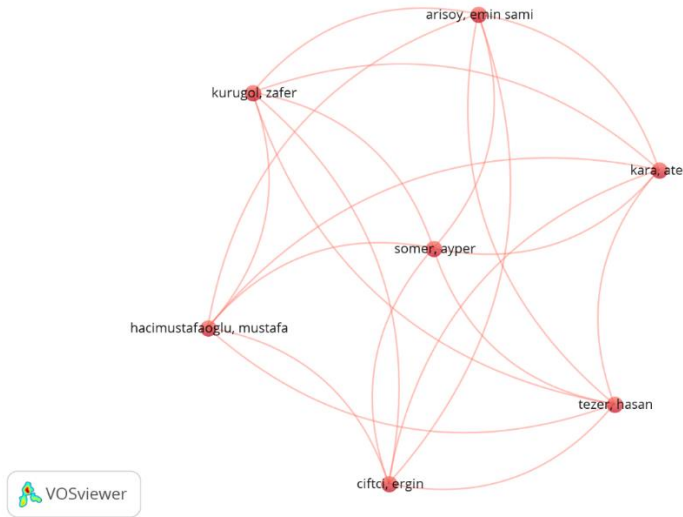 arisoy, emin sami
kurugol, zafer
kara, ate
somer, ayper
hacimustafaoglu, mustafa
tezer, hasan
ciftci, ergin
VOSviewer